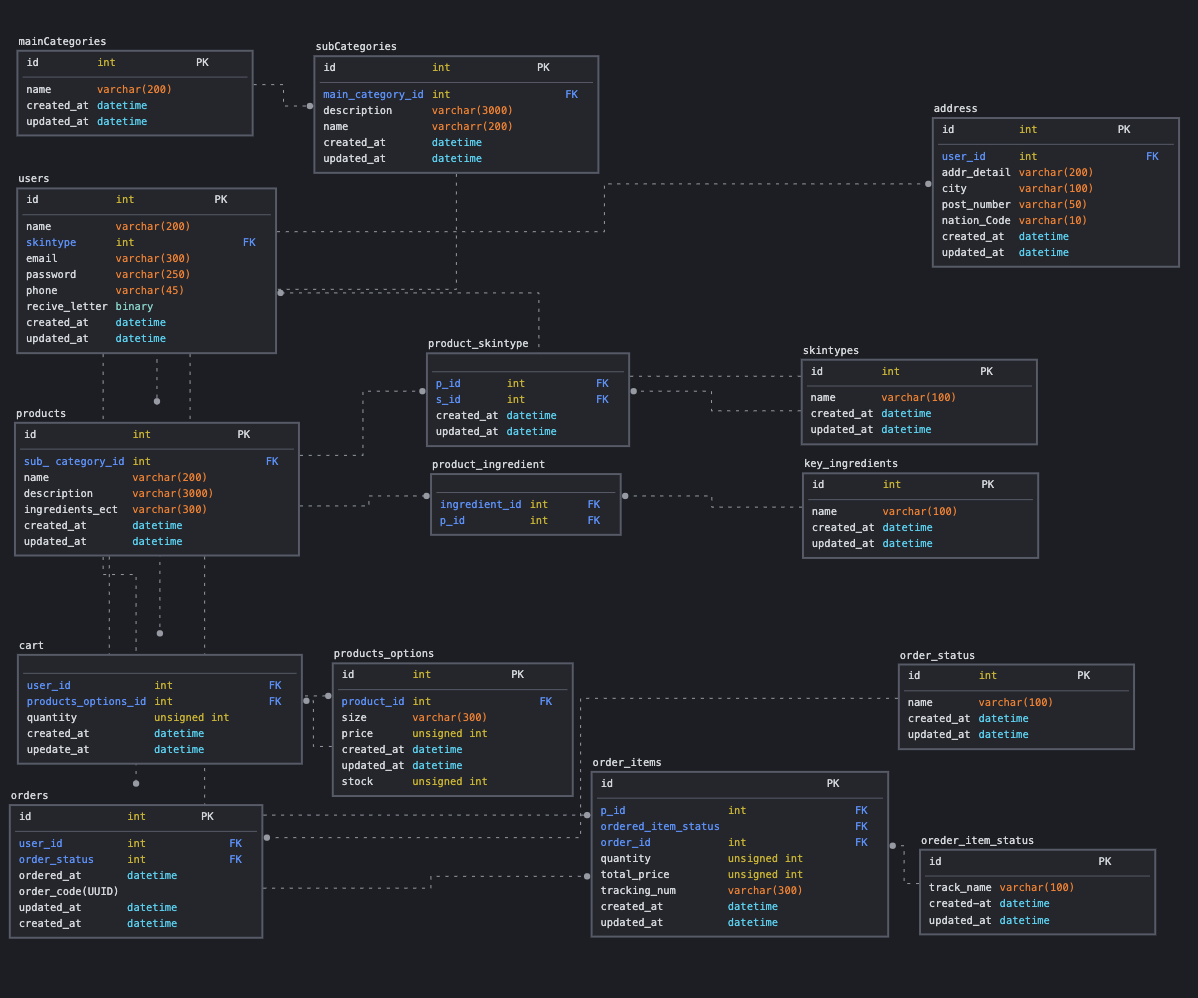 mainCategories
id int PK
name varchar(200)
created_at datetime
updated_at datetime
subCategories
id int PK
main_category_id int FK
description varchar(3000)
name varcharr(200)
created_at datetime
updated_at datetime
address
id int PK
user_id int FK
addr_detail varchar(200)
city varchar(100)
post_number varchar(50)
nation_Code varchar(10)
created_at datetime
updated_at datetime
users
id int PK
name varchar(200)
skintype int FK
email varchar(300)
password varchar(250)
phone varchar(45)
recive_letter binary
created_at datetime
updated_at datetime
product_skintype
p_id int FK
s_id int FK
created_at datetime
updated_at datetime
skintypes
id int PK
name varchar(100)
created_at datetime
updated_at datetime
products
id int PK
sub_ category_id int FK
name varchar(200)
description varchar(3000)
ingredients_ect varchar(300)
created_at datetime
updated_at datetime
product_ingredient
ingredient_id int FK
p_id int FK
key_ingredients
id int PK
name varchar(100)
created_at datetime
updated_at datetime
cart
user_id int FK
products_options_id int FK
quantity unsigned int
created_at datetime
upedate_at datetime
products_options
id int PK
product_id int FK
size varchar(300)
price unsigned int
created_at datetime
updated_at datetime
stock unsigned int
order_status
id int PK
name varchar(100)
created_at datetime
updated_at datetime
orders
id int PK
user_id int FK
order_status int FK
ordered_at datetime
order_code(UUID)
updated_at datetime
created_at datetime
order_items
id PK
p_id int FK
ordered_item_status FK
order_id int FK
quantity unsigned int
total_price unsigned int
tracking_num varchar(300)
created_at datetime
updated_at datetime
oreder_item_status
id PK
track_name varchar(100)
created-at datetime
updated_at datetime